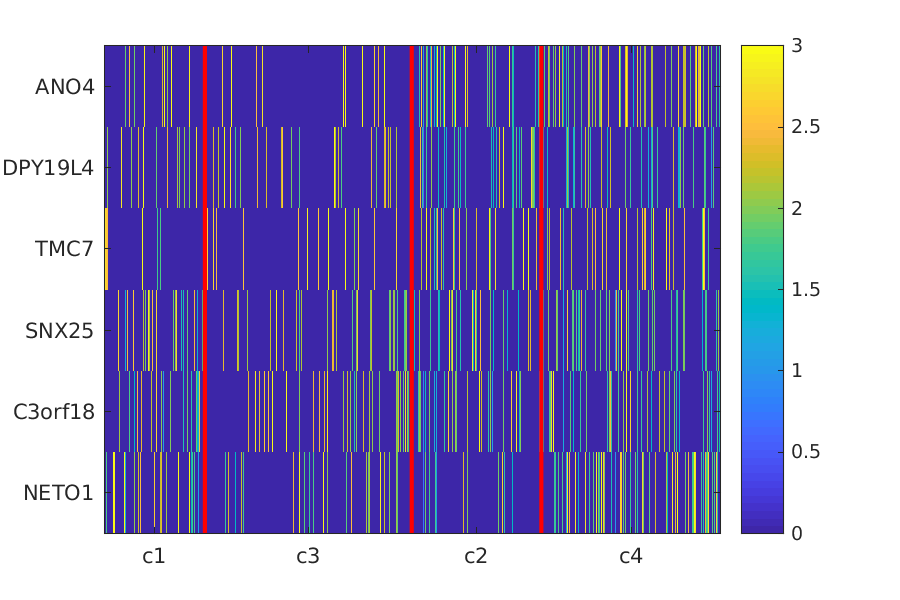 ANO4
DPY19L4
TMC7
SNX25
C3orf18
NETO1
c1 c3 c2 c4
3
2.5
2
1.5
1
0.5
0